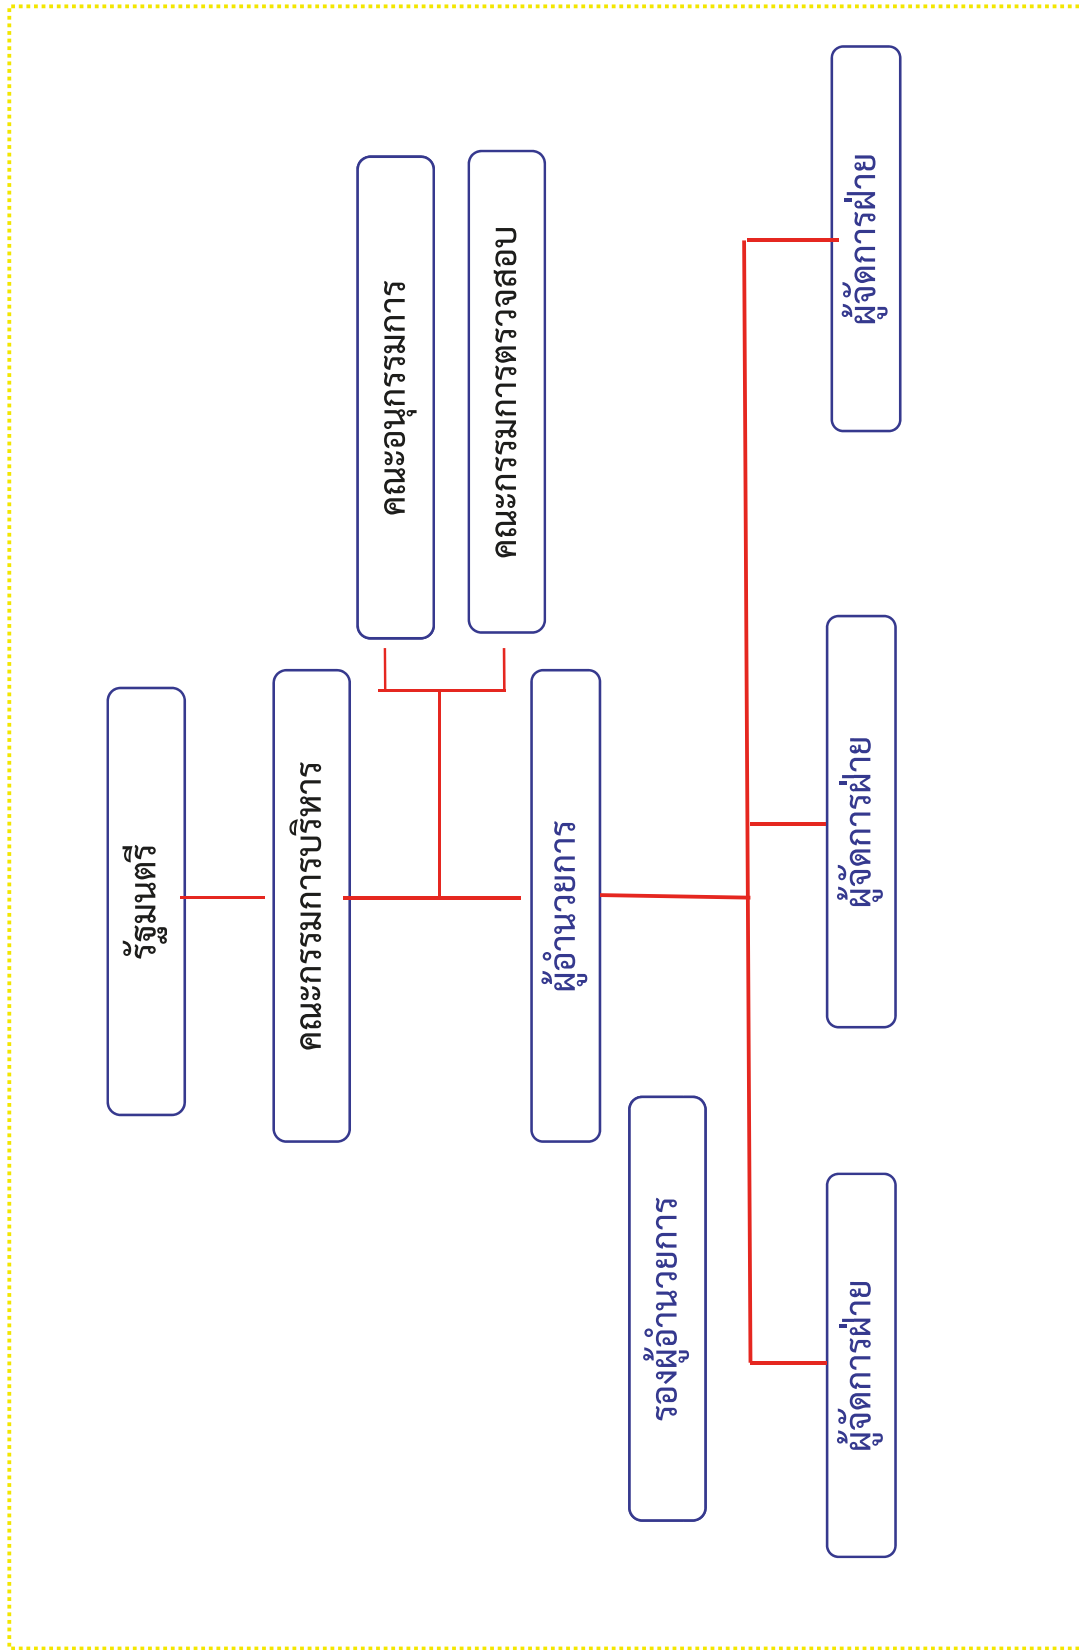 รัฐมนตรี
คณะกรรมการบริหาร
คณะอนุกรรมการ
คณะกรรมการตรวจสอบ
ผู้อำนวยการ
รองผู้อำนวยการ
ผู้จัดการฝ่าย
ผู้จัดการฝ่าย
ผู้จัดการฝ่าย